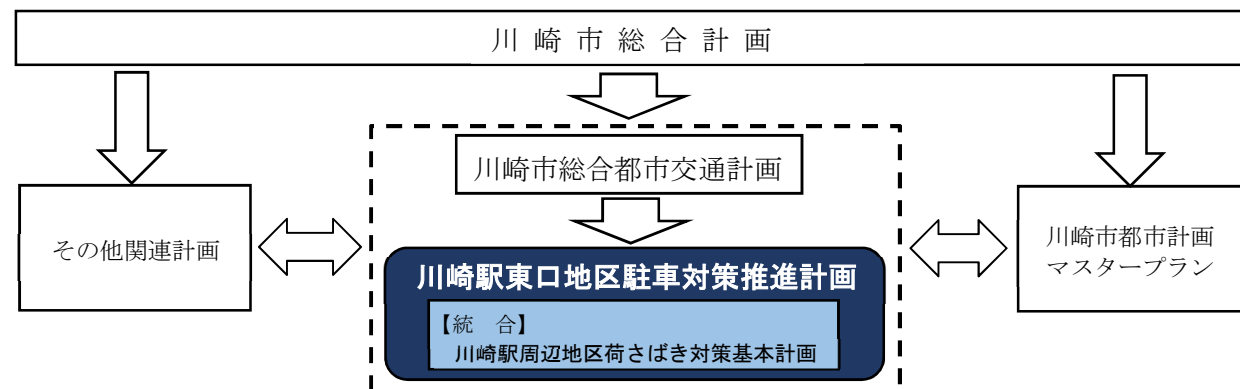 川崎市総合計画
川崎市総合都市交通計画
その他関連計画
川崎市都市計画
マスタープラン
川崎駅東口地区駐車対策推進計画
【統　合】
川崎駅周辺地区荷さばき対策基本計画